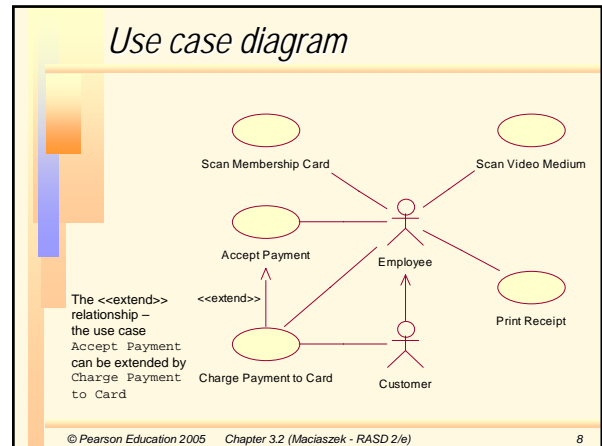 Use case diagram
Scan Membership Card
Scan Video Medium
Accept Payment
Employee
<<extend>>
The <<extend>>
relationship –
the use case
Accept Payment
can be extended by
Charge Payment
to Card
Print Receipt
Charge Payment to Card
Customer
© Pearson Education 2005 Chapter 3.2 (Maciaszek - RASD 2/e) 8